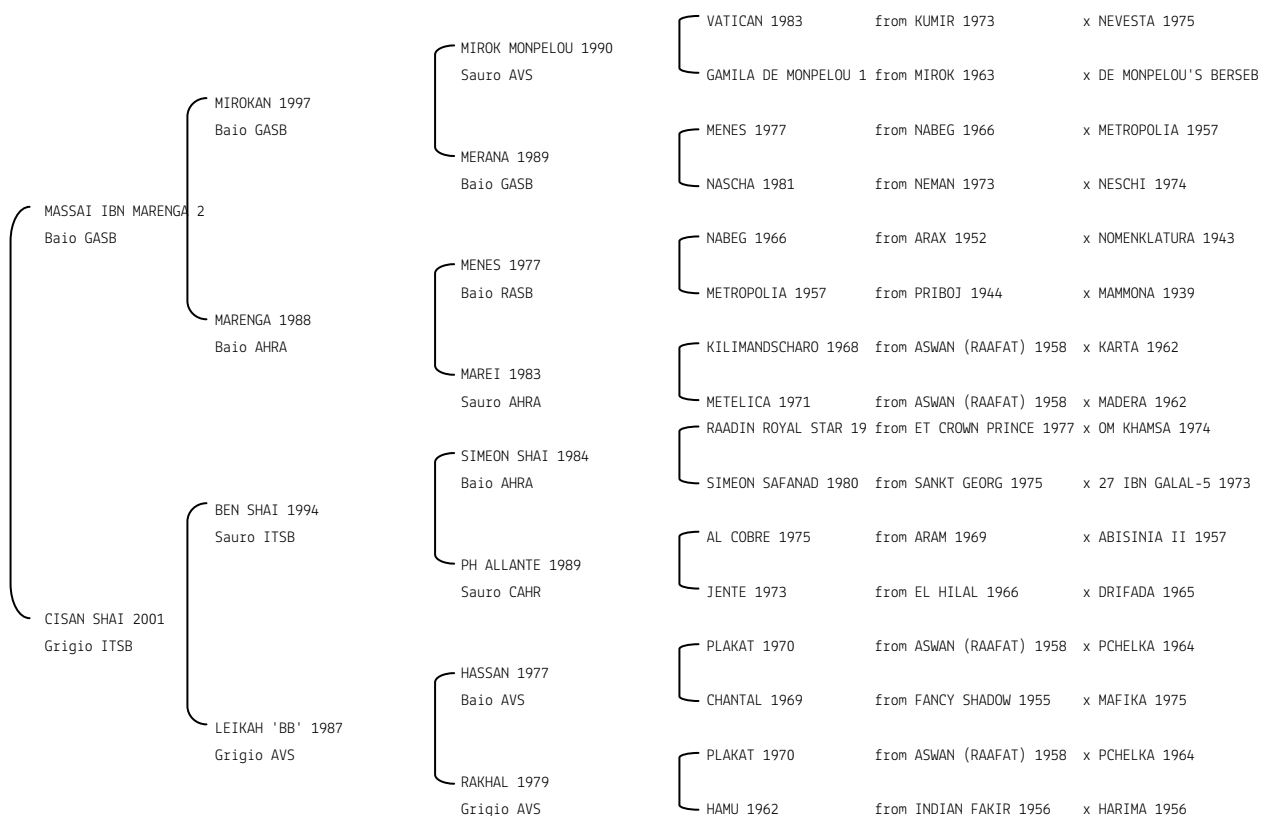 VATICAN 1983 from KUMIR 1973 x NEVESTA 1975
MIROK MONPELOU 1990
Sauro AVS
GAMILA DE MONPELOU 1 from MIROK 1963 x DE MONPELOU'S BERSEB
MIROKAN 1997
Baio GASB
MENES 1977 from NABEG 1966 x METROPOLIA 1957
MERANA 1989
Baio GASB
NASCHA 1981 from NEMAN 1973 x NESCHI 1974
MASSAI IBN MARENGA 2
Baio GASB
NABEG 1966 from ARAX 1952 x NOMENKLATURA 1943
MENES 1977
Baio RASB
METROPOLIA 1957 from PRIBOJ 1944 x MAMMONA 1939
MARENGA 1988
Baio AHRA
KILIMANDSCHARO 1968 from ASWAN (RAAFAT) 1958 x KARTA 1962
MAREI 1983
Sauro AHRA
METELICA 1971 from ASWAN (RAAFAT) 1958 x MADERA 1962
RAADIN ROYAL STAR 19 from ET CROWN PRINCE 1977 x OM KHAMSA 1974
SIMEON SHAI 1984
Baio AHRA
SIMEON SAFANAD 1980 from SANKT GEORG 1975 x 27 IBN GALAL-5 1973
BEN SHAI 1994
Sauro ITSB
AL COBRE 1975 from ARAM 1969 x ABISINIA II 1957
PH ALLANTE 1989
Sauro CAHR
JENTE 1973 from EL HILAL 1966 x DRIFADA 1965
CISAN SHAI 2001
Grigio ITSB
PLAKAT 1970 from ASWAN (RAAFAT) 1958 x PCHELKA 1964
HASSAN 1977
Baio AVS
CHANTAL 1969 from FANCY SHADOW 1955 x MAFIKA 1975
LEIKAH 'BB' 1987
Grigio AVS
PLAKAT 1970 from ASWAN (RAAFAT) 1958 x PCHELKA 1964
RAKHAL 1979
Grigio AVS
HAMU 1962 from INDIAN FAKIR 1956 x HARIMA 1956